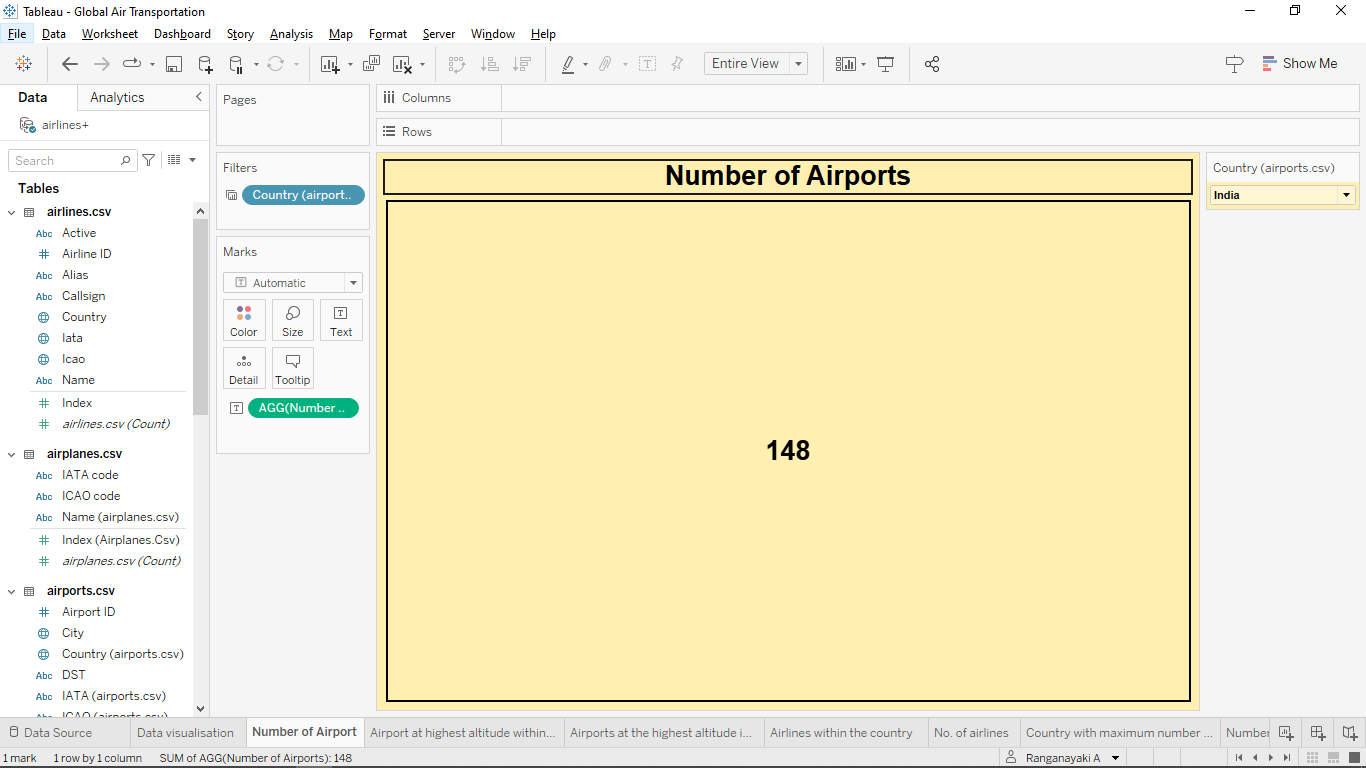 Tableau - Global Air Transportation
File Data Worksheet Dashboard Story Analysis Map Format Server Window Help
Entire View
Show Me
Data Analytics
airlines+
Search
Tables
airlines.csv
Abc Active
Airline ID
Abc Alias
Abc Callsign
Country
Iata
Icao
Abc Name
Index
airlines.csv (Count)
airplanes.csv
Abc IATA code
Abc ICAO code
Abc Name (airplanes.csv)
Index (Airplanes.Csv)
airplanes.csv (Count)
airports.csv
Airport ID
City
Country (airports.csv)
Abc DST
Abc IATA (airports.csv)
Abc ICAO (airports.csv)
Pages
Filters
Country (airport..
Marks
T Automatic
Color Size Text
Detail Tooltip
T AGG(Number ..
Columns
Rows
Number of Airports
148
Country (airports.csv)
India
Data Source Data visualisation Number of Airport Airport at highest altitude within... Airports at the highest altitude i... Airlines within the country No. of airlines Country with maximum number ... Number
1 mark 1 row by 1 column SUM of AGG(Number of Airports): 148 Ranganayaki A